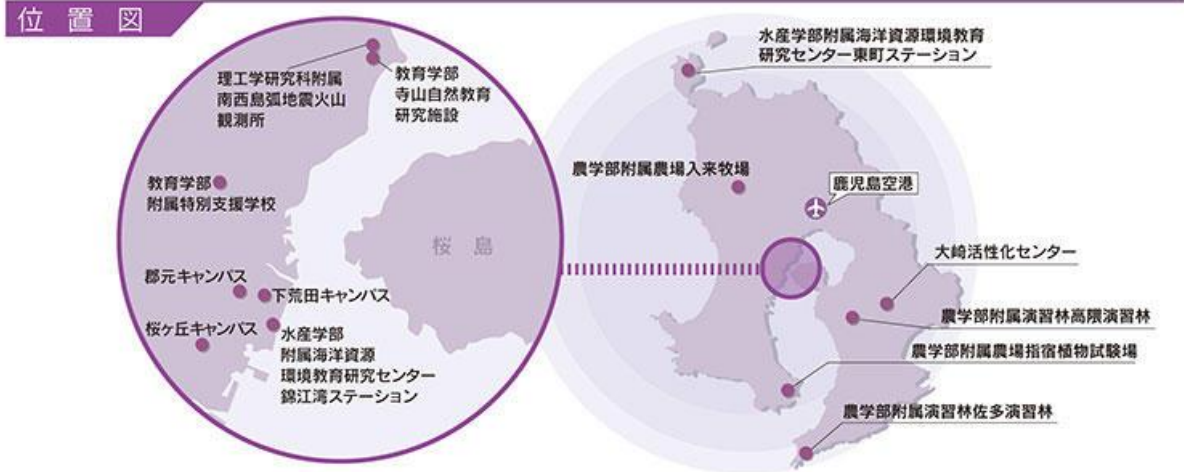 位置図
理工学研究科附属
南西島弧地震火山
観測所
教育学部
寺山自然教育
研究施設
教育学部
附属特別支援学校
桜島
郡元キャンパス
下荒田キャンパス
桜ヶ丘キャンパス
水産学部
附属海洋資源
環境教育研究センター
錦江湾ステーション
水産学部附属海洋資源環境教育
研究センター東町ステーション
農学部附属農場入来牧場
鹿児島空港
大崎活性化センター
農学部附属演習林高隈演習林
農学部附属農場指宿植物試験場
農学部附属演習林佐多演習林